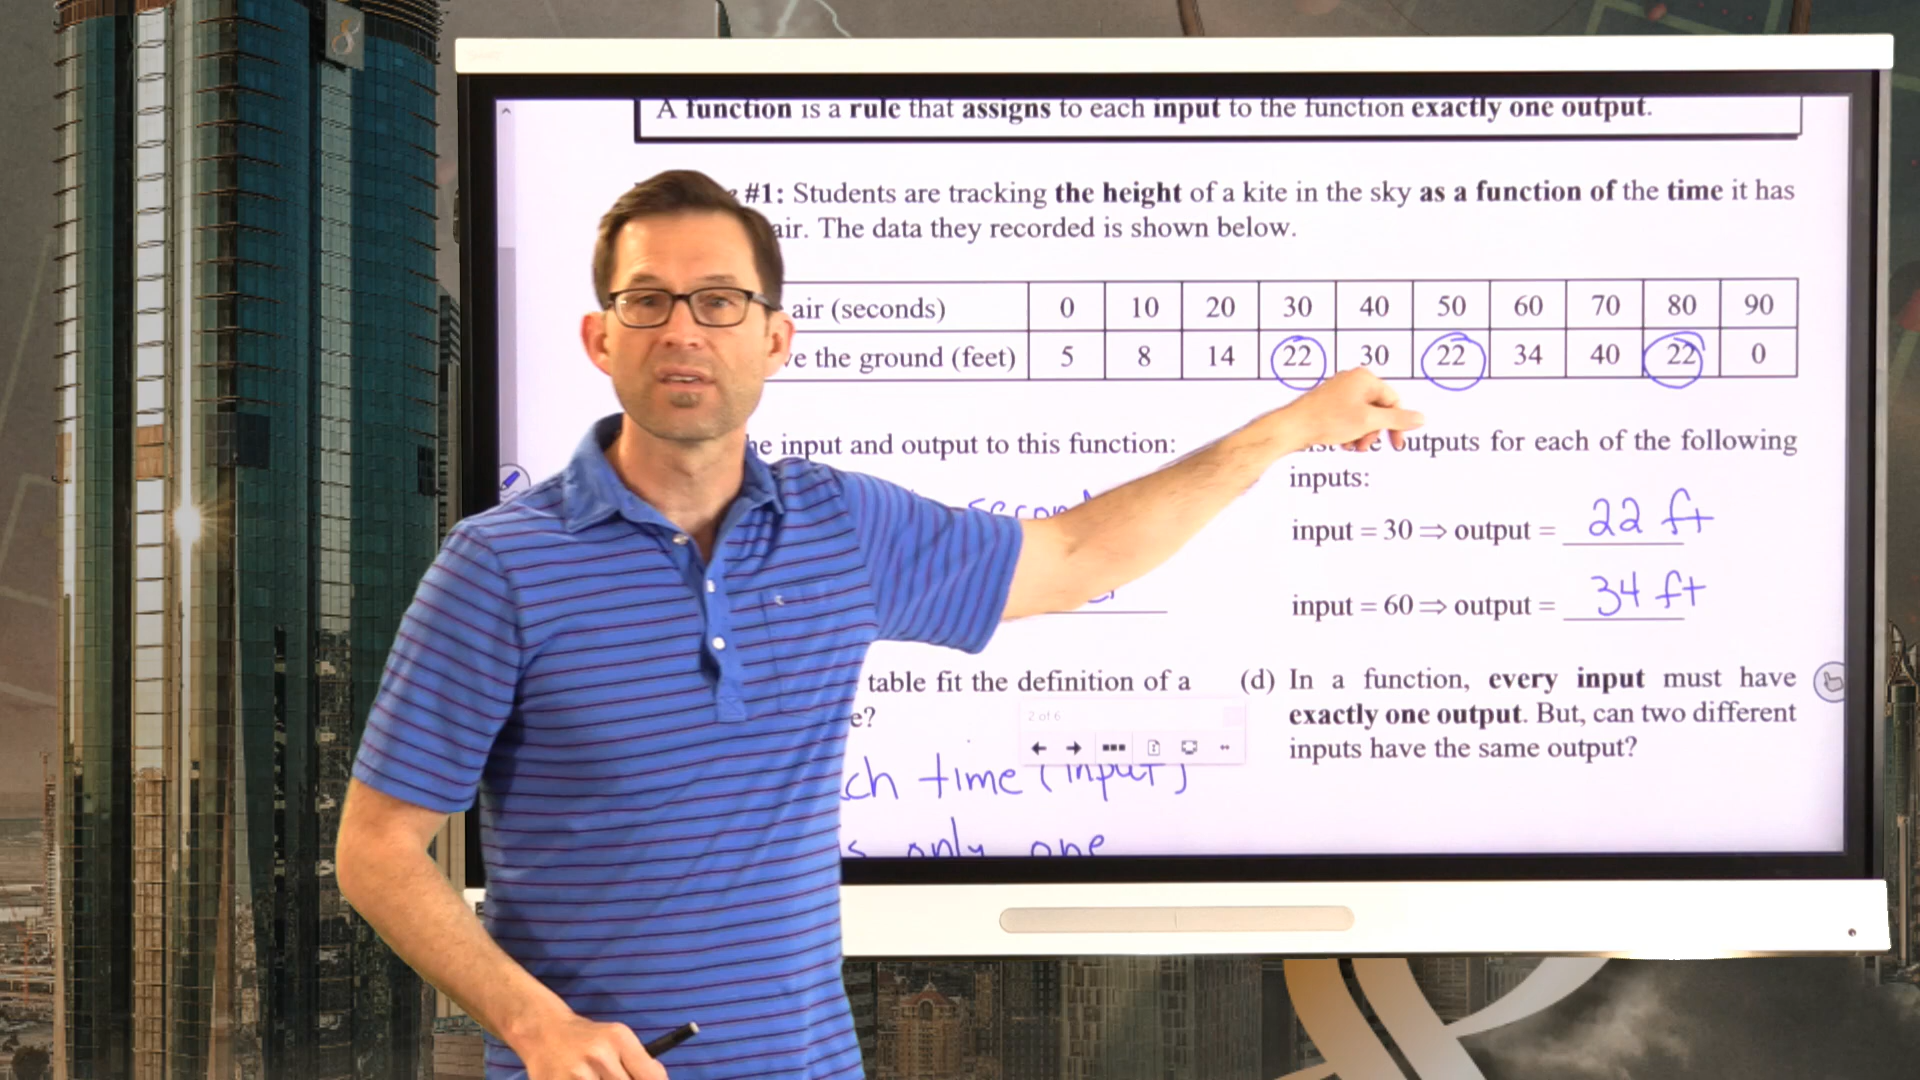 A function is a rule that assigns to each input to the function exactly one output.
#1: Students are tracking the height of a kite in the sky as a function of the time it has
air. The data they recorded is shown below.
air (seconds) 0 10 20 30 40 50 60 70 80 90
the ground (feet) 5 8 14 22 30 22 34 40 22 0
input and output to this function:
outputs for each of the following
inputs:
input = 30 ⇒ output = 22 ft
input = 60 ⇒ output = 34 ft
table fit the definition of a
time (input)
only one
2 of 6
(d) In a function, every input must have
exactly one output. But, can two different
inputs have the same output?
8